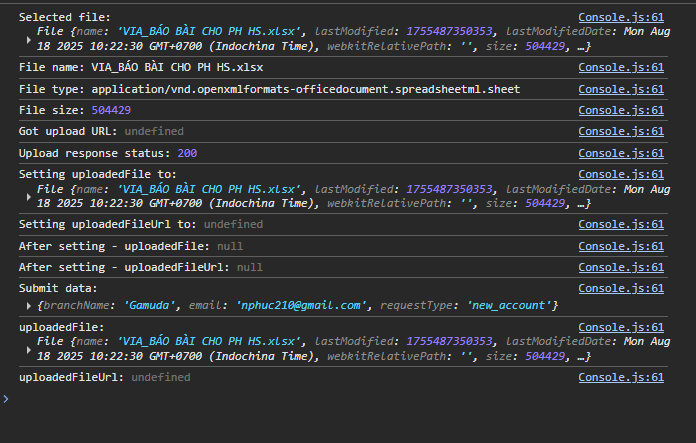 Selected file: Console.js:61
File {name: 'VIA_BÁO BÀI CHO PH HS.xlsx', lastModified: 1755487350353, lastModifiedDate: Mon Aug
18 2025 10:22:30 GMT+0700 (Indochina Time), webkitRelativePath: '', size: 504429, …}
File name: VIA_BÁO BÀI CHO PH HS.xlsx Console.js:61
File type: application/vnd.openxmlformats-officedocument.spreadsheetml.sheet Console.js:61
File size: 504429 Console.js:61
Got upload URL: undefined Console.js:61
Upload response status: 200 Console.js:61
Setting uploadedFile to: Console.js:61
File {name: 'VIA_BÁO BÀI CHO PH HS.xlsx', lastModified: 1755487350353, lastModifiedDate: Mon Aug
18 2025 10:22:30 GMT+0700 (Indochina Time), webkitRelativePath: '', size: 504429, …}
Setting uploadedFileUrl to: undefined Console.js:61
After setting - uploadedFile: null Console.js:61
After setting - uploadedFileUrl: null Console.js:61
Submit data: Console.js:61
{branchName: 'Gamuda', email: 'nphuc210@gmail.com', requestType: 'new_account'}
uploadedFile: Console.js:61
File {name: 'VIA_BÁO BÀI CHO PH HS.xlsx', lastModified: 1755487350353, lastModifiedDate: Mon Aug
18 2025 10:22:30 GMT+0700 (Indochina Time), webkitRelativePath: '', size: 504429, …}
uploadedFileUrl: undefined Console.js:61